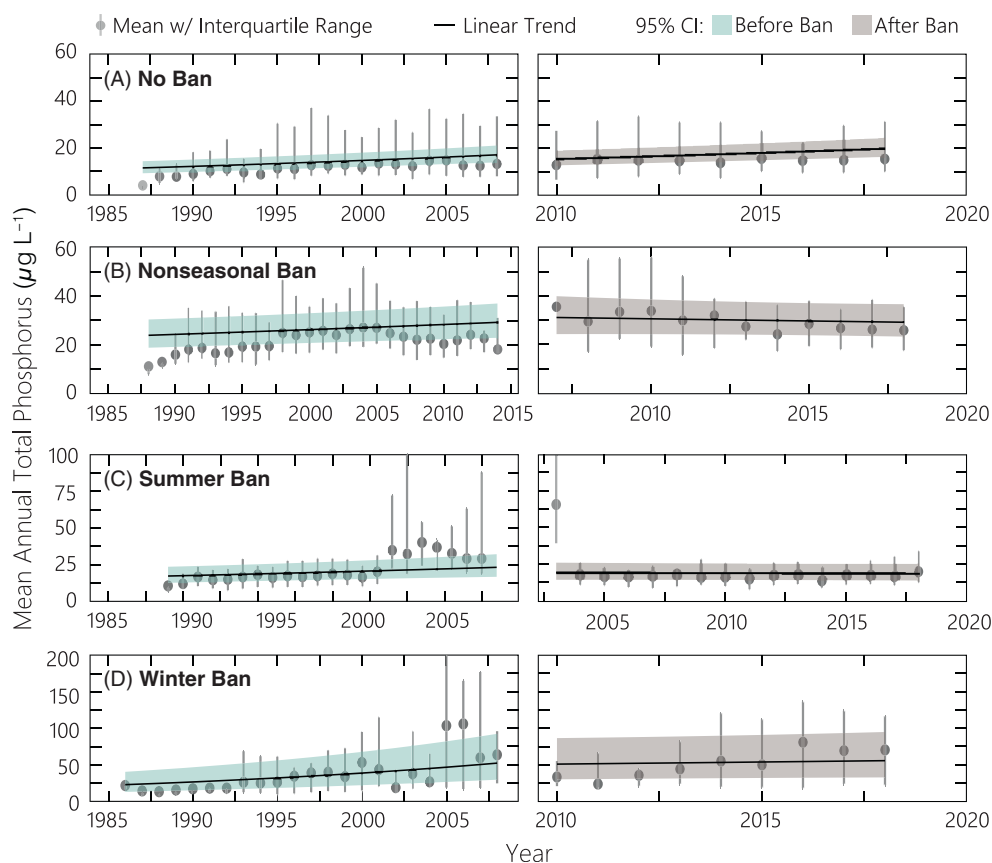 Mean w/ Interquartile Range Linear Trend 95% CI: Before Ban After Ban
Mean Annual Total Phosphorus (µg L⁻¹)
(A) No Ban
60
40
20
0
1985 1990 1995 2000 2005
2010 2015 2020
(B) Nonseasonal Ban
60
40
20
0
1985 1990 1995 2000 2005 2010 2015
2010 2015 2020
(C) Summer Ban
100
75
50
25
0
1985 1990 1995 2000 2005
2005 2010 2015 2020
(D) Winter Ban
200
150
100
50
0
1985 1990 1995 2000 2005
2010 2015 2020
Year